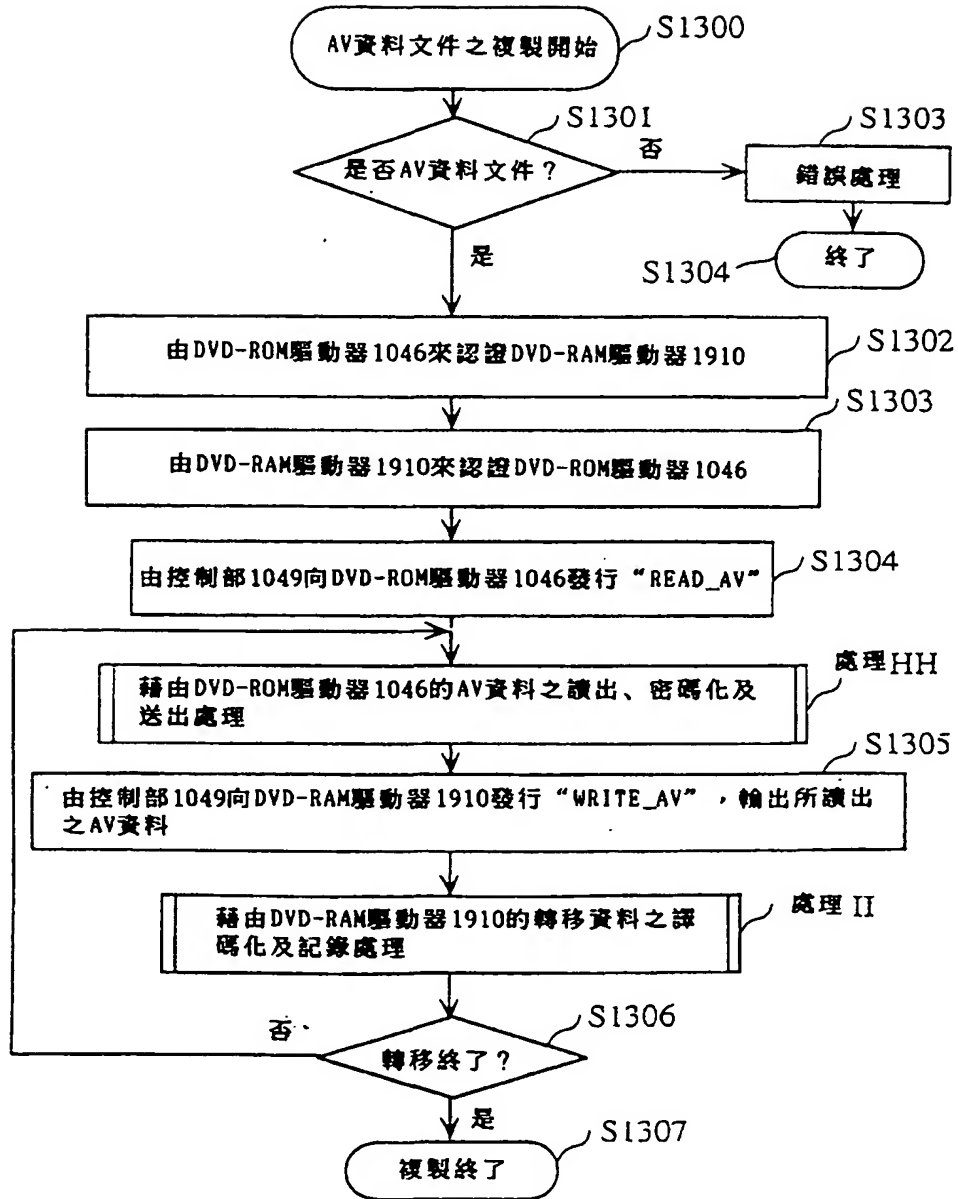 AV資料文件之複製開始
S1300
是否AV資料文件？
S1301
否
S1303
錯誤處理
是
S1304
終了
由DVD-ROM驅動器1046來認證DVD-RAM驅動器1910
S1302
由DVD-RAM驅動器1910來認證DVD-ROM驅動器1046
S1303
由控制部1049向DVD-ROM驅動器1046發行“READ_AV”
S1304
處理HH
藉由DVD-ROM驅動器1046的AV資料之讀出、密碼化及
送出處理
S1305
由控制部1049向DVD-RAM驅動器1910發行“WRITE_AV”，輸出所讀出
之AV資料
處理II
藉由DVD-RAM驅動器1910的轉移資料之譯
碼化及記錄處理
否
轉移終了？
S1306
是
複製終了
S1307